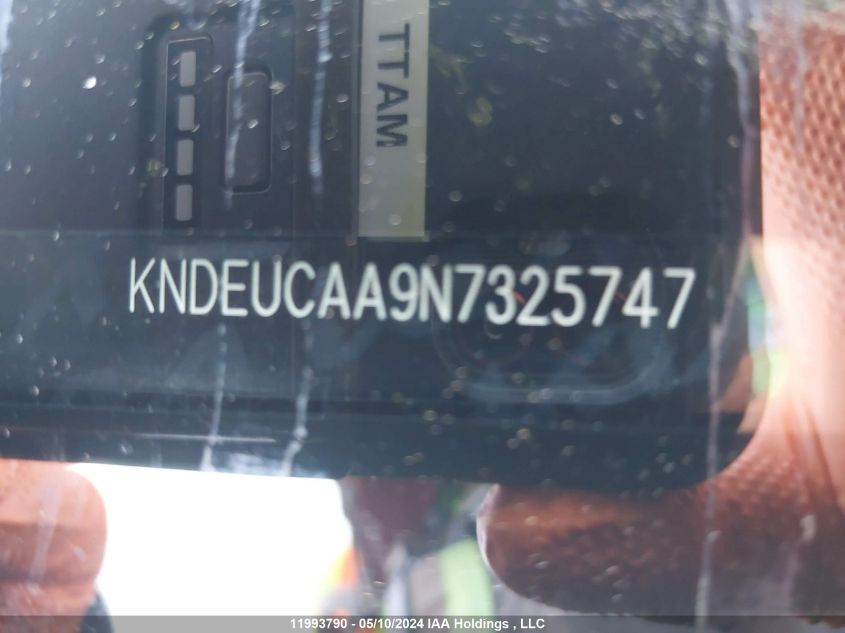 TTAM
KNDEUCAA9N7325747
11993790 - 05/10/2024 IAA Holdings , LLC